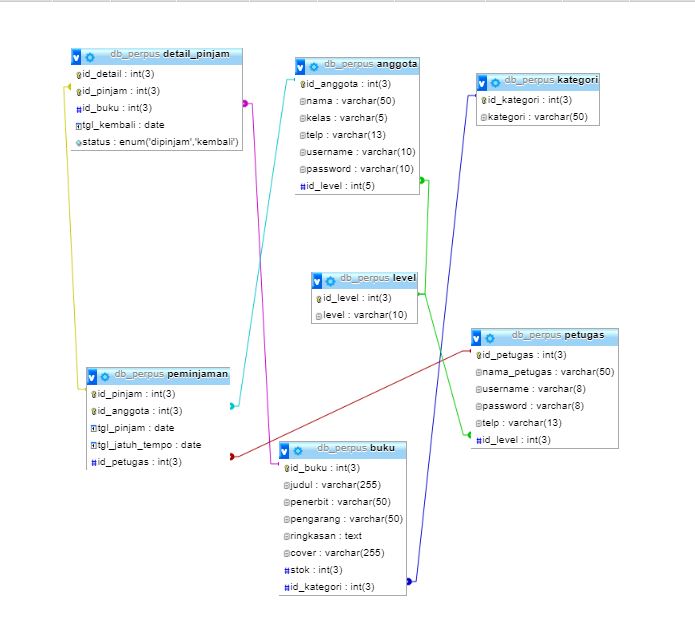 db_perpus detail_pinjam
id_detail : int(3)
id_pinjam : int(3)
#id_buku : int(3)
tgl_kembali : date
status : enum('dipinjam','kembali')
db_perpus anggota
id_anggota : int(3)
nama : varchar(50)
kelas : varchar(5)
telp : varchar(13)
username : varchar(10)
password : varchar(10)
#id_level : int(5)
db_perpus kategori
id_kategori : int(3)
kategori : varchar(50)
db_perpus level
id_level : int(3)
level : varchar(10)
db_perpus petugas
id_petugas : int(3)
nama_petugas : varchar(50)
username : varchar(8)
password : varchar(8)
telp : varchar(13)
#id_level : int(3)
db_perpus peminjaman
id_pinjam : int(3)
id_anggota : int(3)
tgl_pinjam : date
tgl_jatuh_tempo : date
#id_petugas : int(3)
db_perpus buku
id_buku : int(3)
judul : varchar(255)
penerbit : varchar(50)
pengarang : varchar(50)
ringkasan : text
cover : varchar(255)
#stok : int(3)
#id_kategori : int(3)